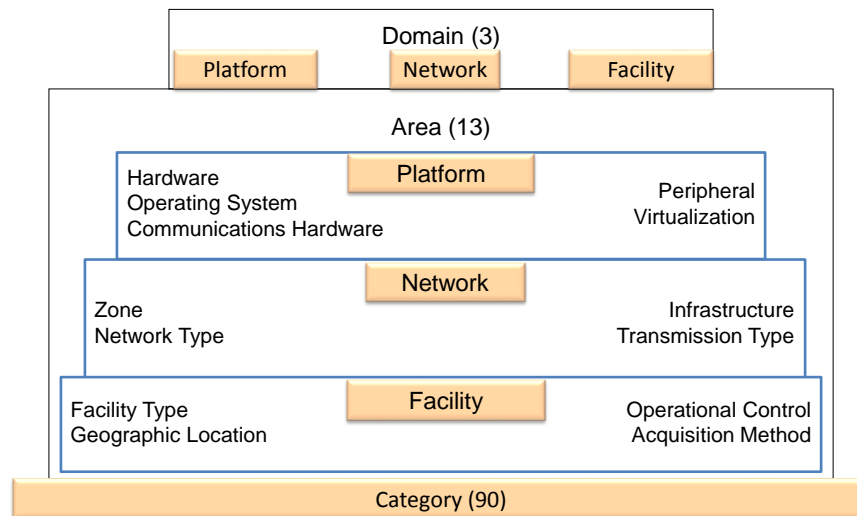 Domain (3)
Platform
Network
Facility
Area (13)
Platform
Hardware
Operating System
Communications Hardware
Peripheral
Virtualization
Network
Zone
Network Type
Infrastructure
Transmission Type
Facility
Facility Type
Geographic Location
Operational Control
Acquisition Method
Category (90)